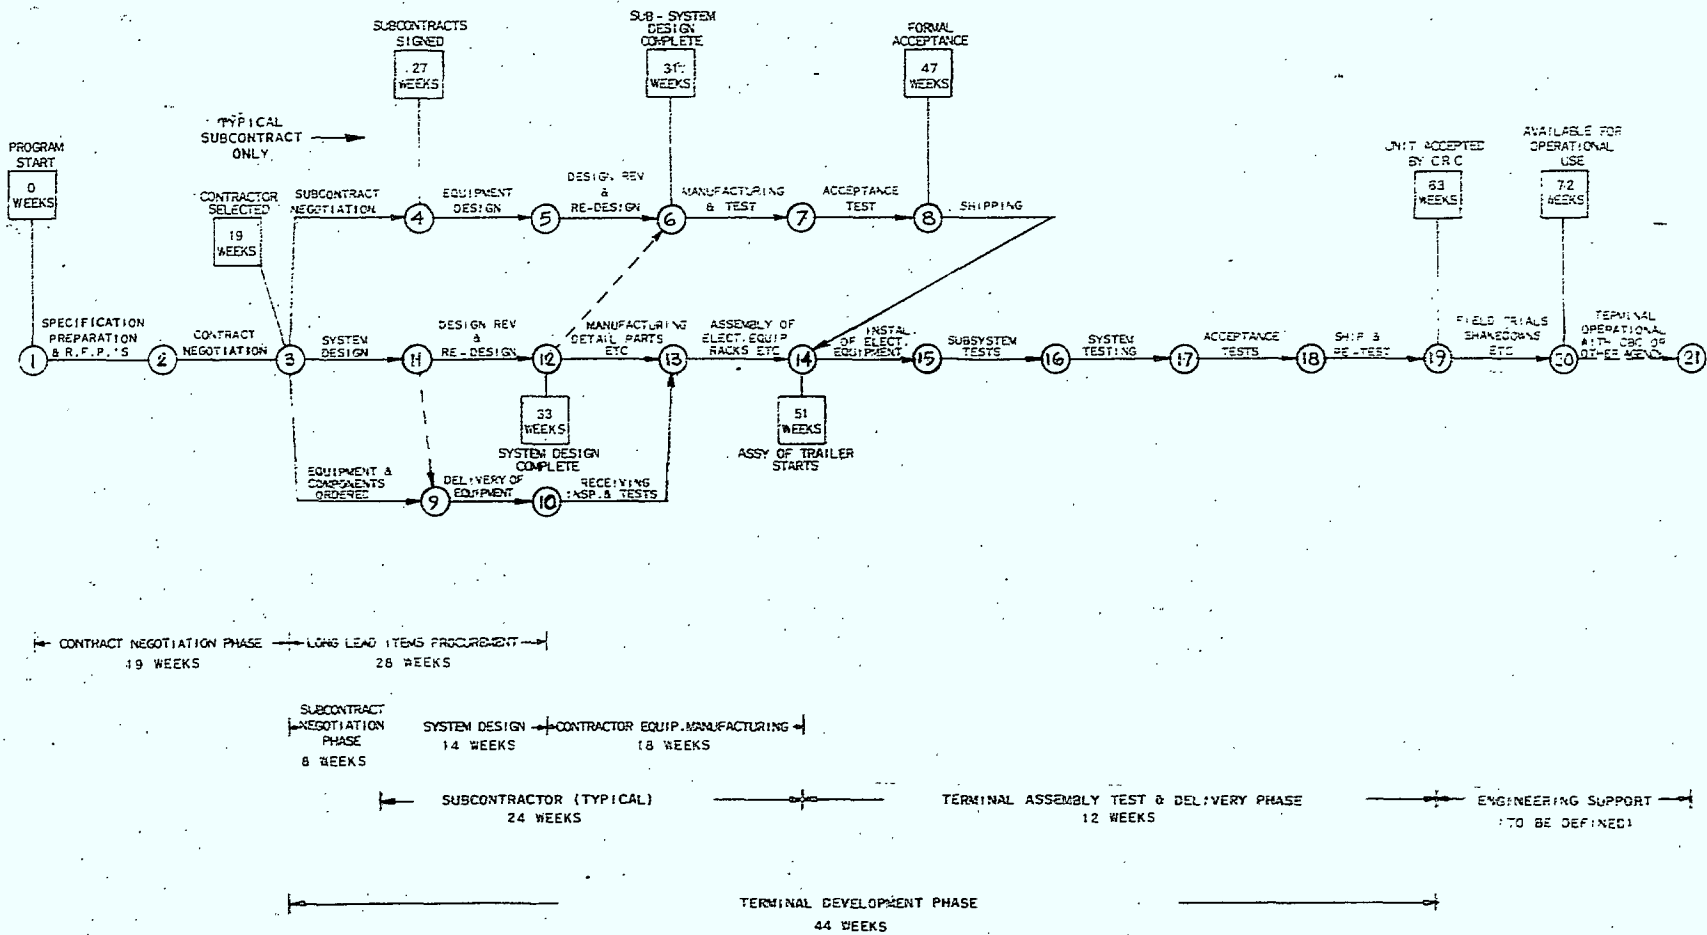 SUBCONTRACTS
SIGNED
27
WEEKS
SUB-SYSTEM
DESIGN
COMPLETE
31
WEEKS
FORMAL
ACCEPTANCE
47
WEEKS
TYPICAL
SUBCONTRACT
ONLY
PROGRAM
START
0
WEEKS
CONTRACTOR
SELECTED
19
WEEKS
UNIT ACCEPTED
BY C R C
63
WEEKS
AVAILABLE FOR
OPERATIONAL
USE
72
WEEKS
SUBCONTRACT
NEGOTIATION
4
EQUIPMENT
DESIGN
5
DESIGN REV
&
RE-DESIGN
6
MANUFACTURING
& TEST
7
ACCEPTANCE
TEST
8
SHIPPING
1
SPECIFICATION
PREPARATION
& R.F.P.'S
2
CONTRACT
NEGOTIATION
3
SYSTEM
DESIGN
11
DESIGN REV
&
RE-DESIGN
12
MANUFACTURING
DETAIL PARTS
ETC
13
ASSEMBLY OF
ELECT. EQUIP
RACKS ETC
14
INSTAL.
OF ELECT.
EQUIPMENT
15
SUBSYSTEM
TESTS
16
SYSTEM
TESTING
17
ACCEPTANCE
TESTS
18
SHIP &
RE-TEST
19
FIELD TRIALS
SHAKEDOWNS
ETC
20
TERMINAL
OPERATIONAL
WITH CBC OR
OTHER AGENCY
21
33
WEEKS
SYSTEM DESIGN
COMPLETE
51
WEEKS
ASSY OF TRAILER
STARTS
EQUIPMENT &
COMPONENTS
ORDERED
9
DELIVERY OF
EQUIPMENT
10
RECEIVING
INSP. & TESTS
CONTRACT NEGOTIATION PHASE
19 WEEKS
LONG LEAD ITEMS PROCUREMENT
28 WEEKS
SUBCONTRACT
NEGOTIATION
PHASE
8 WEEKS
SYSTEM DESIGN
14 WEEKS
CONTRACTOR EQUIP. MANUFACTURING
18 WEEKS
SUBCONTRACTOR (TYPICAL)
24 WEEKS
TERMINAL ASSEMBLY TEST & DELIVERY PHASE
12 WEEKS
ENGINEERING SUPPORT
(TO BE DEFINED)
TERMINAL DEVELOPMENT PHASE
44 WEEKS